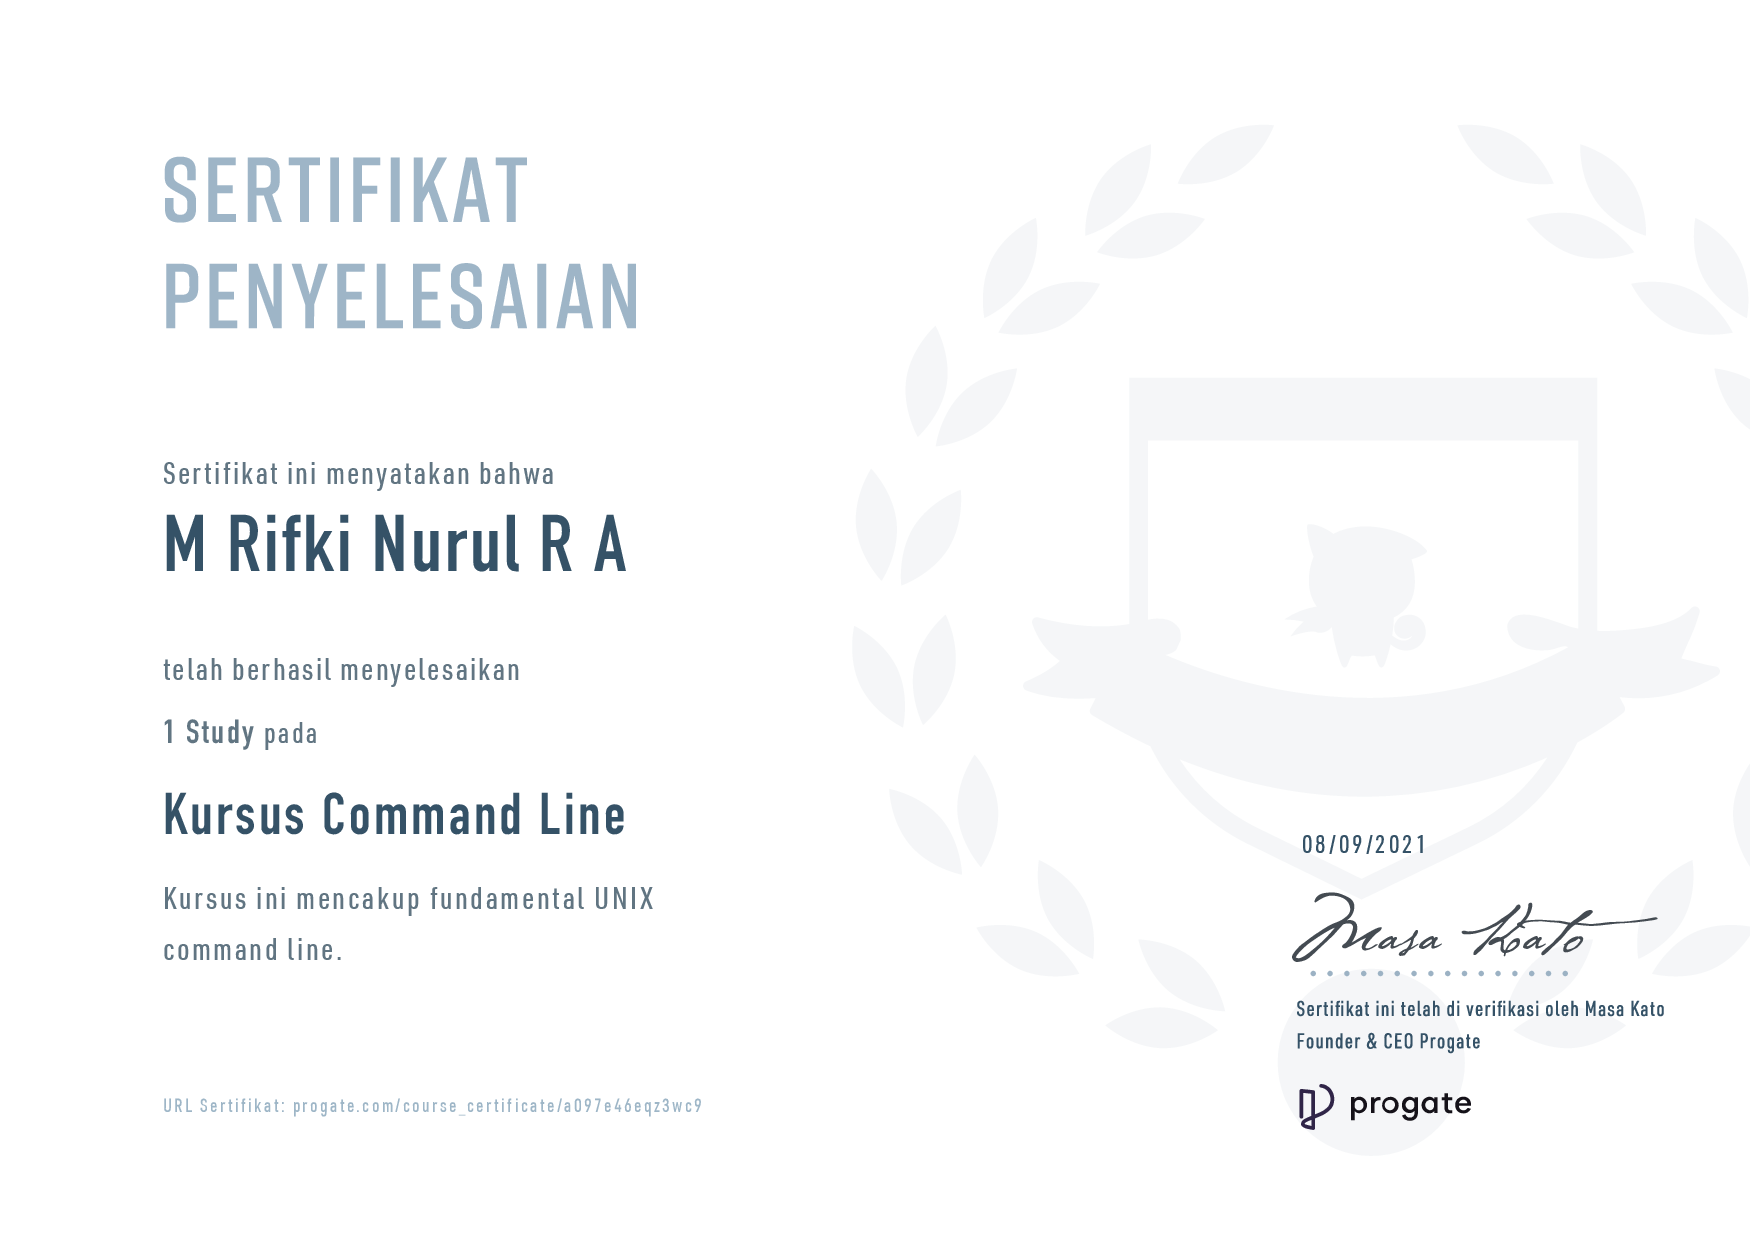 SERTIFIKAT
PENYELESAIAN
Sertifikat ini menyatakan bahwa
M Rifki Nurul R A
telah berhasil menyelesaikan
1 Study pada
Kursus Command Line
Kursus ini mencakup fundamental UNIX
command line.
URL Sertifikat: progate.com/course_certificate/a097e46eqz3wc9
08/09/2021
Masa Kato
Sertifikat ini telah di verifikasi oleh Masa Kato
Founder & CEO Progate
progate